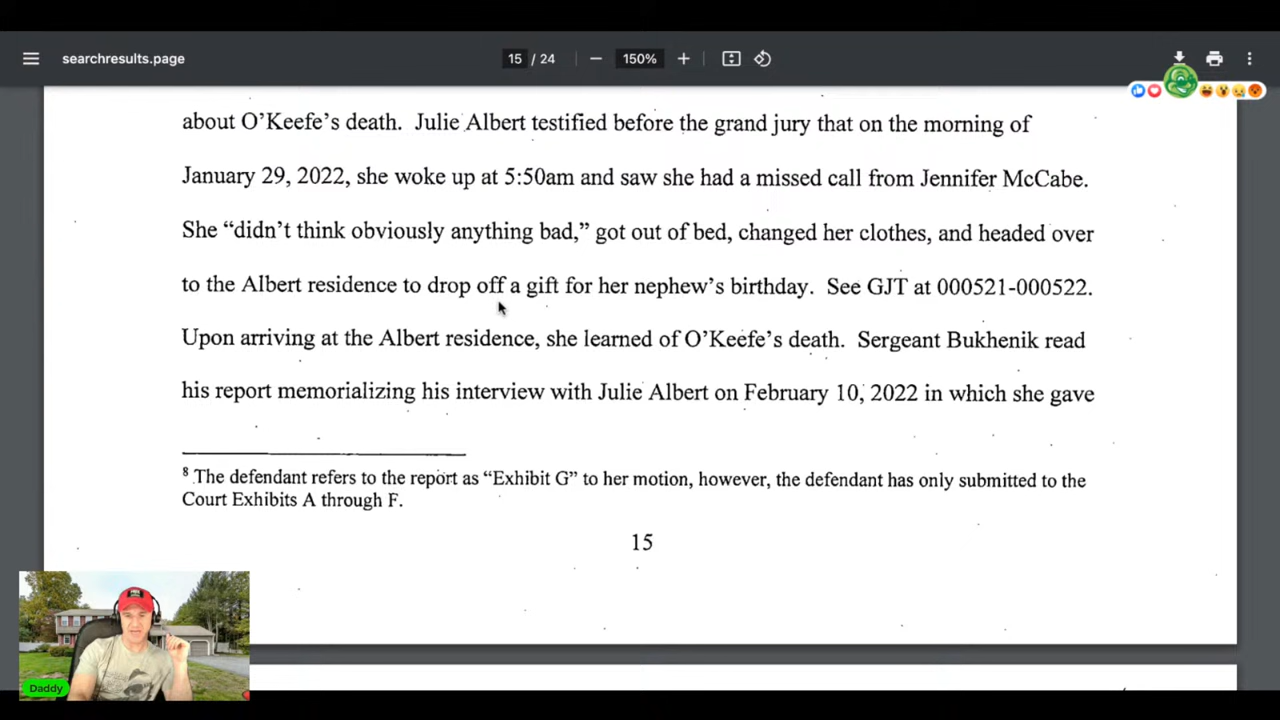 searchresults.page
15 / 24
150%
about O'Keefe's death. Julie Albert testified before the grand jury that on the morning of
January 29, 2022, she woke up at 5:50am and saw she had a missed call from Jennifer McCabe.
She “didn't think obviously anything bad,” got out of bed, changed her clothes, and headed over
to the Albert residence to drop off a gift for her nephew's birthday. See GJT at 000521-000522.
Upon arriving at the Albert residence, she learned of O'Keefe's death. Sergeant Bukhenik read
his report memorializing his interview with Julie Albert on February 10, 2022 in which she gave
8 The defendant refers to the report as “Exhibit G” to her motion, however, the defendant has only submitted to the
Court Exhibits A through F.
15
Daddy